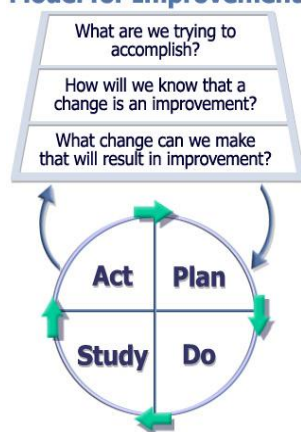 Model for Improvement
What are we trying to
accomplish?
How will we know that a
change is an improvement?
What change can we make
that will result in improvement?
Act
Plan
Study
Do